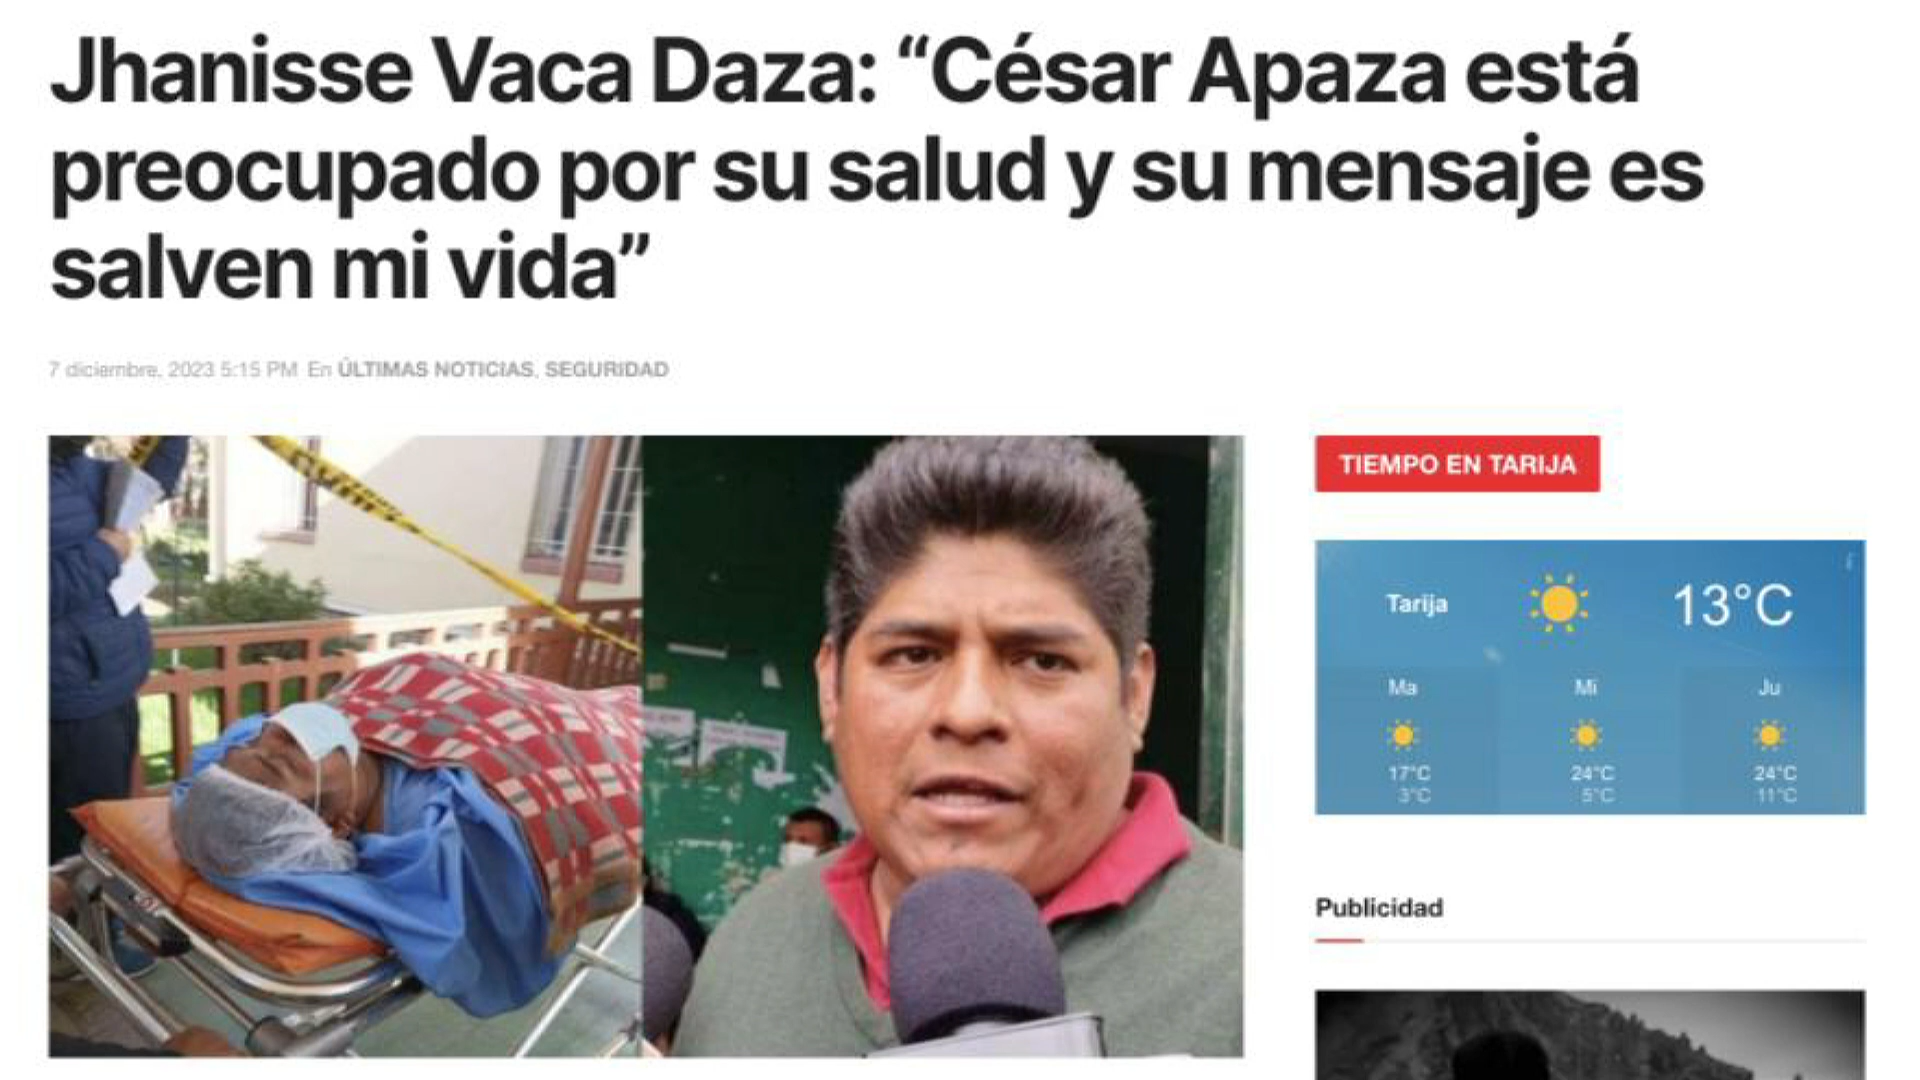 Jhanisse Vaca Daza: “César Apaza está
preocupado por su salud y su mensaje es
salven mi vida”
7 diciembre, 2023 5:15 PM En ÚLTIMAS NOTICIAS, SEGURIDAD
TIEMPO EN TARIJA
Tarija 13°C
Ma Mi Ju
17°C 24°C 24°C
3°C 5°C 11°C
Publicidad